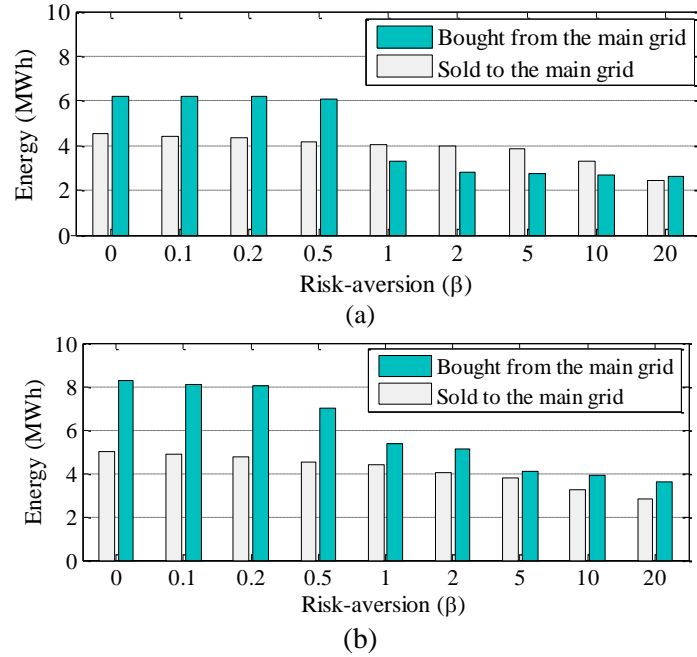 10
8
6
4
2
0
Energy (MWh)
Bought from the main grid
Sold to the main grid
0 0.1 0.2 0.5 1 2 5 10 20
Risk-aversion (β)
(a)
10
8
6
4
2
0
Energy (MWh)
Bought from the main grid
Sold to the main grid
0 0.1 0.2 0.5 1 2 5 10 20
Risk-aversion (β)
(b)